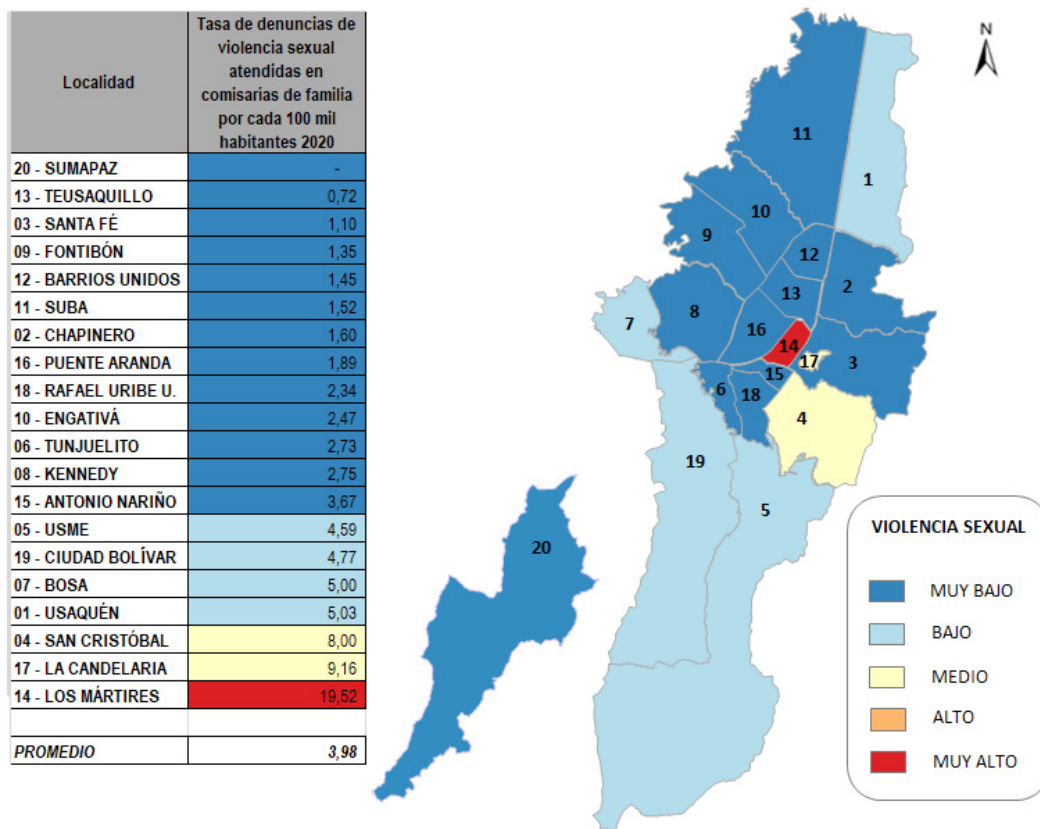 Localidad
Tasa de denuncias de
violencia sexual
atendidas en
comisarías de familia
por cada 100 mil
habitantes 2020
20 - SUMAPAZ -
13 - TEUSAQUILLO 0,72
03 - SANTA FÉ 1,10
09 - FONTIBÓN 1,35
12 - BARRIOS UNIDOS 1,45
11 - SUBA 1,52
02 - CHAPINERO 1,60
16 - PUENTE ARANDA 1,89
18 - RAFAEL URIBE U. 2,34
10 - ENGATIVÁ 2,47
06 - TUNJUELITO 2,73
08 - KENNEDY 2,75
15 - ANTONIO NARIÑO 3,67
05 - USME 4,59
19 - CIUDAD BOLÍVAR 4,77
07 - BOSA 5,00
01 - USAQUÉN 5,03
04 - SAN CRISTÓBAL 8,00
17 - LA CANDELARIA 9,16
14 - LOS MÁRTIRES 19,52
PROMEDIO 3,98
N
11
1
10
9
12
2
13
7
8
16
14
17
3
15
6
18
4
19
5
20
VIOLENCIA SEXUAL
MUY BAJO
BAJO
MEDIO
ALTO
MUY ALTO